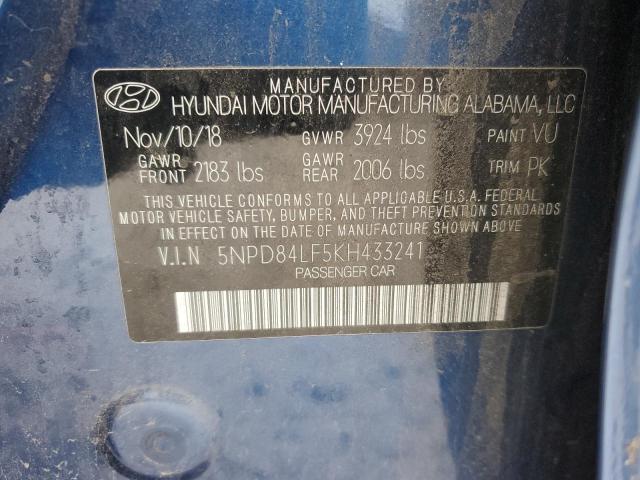 MANUFACTURED BY
HYUNDAI MOTOR MANUFACTURING ALABAMA, LLC
Nov/10/18 GVWR 3924 lbs PAINT VU
GAWR FRONT 2183 lbs GAWR REAR 2006 lbs TRIM PK
THIS VEHICLE CONFORMS TO ALL APPLICABLE U.S.A. FEDERAL
MOTOR VEHICLE SAFETY, BUMPER, AND THEFT PREVENTION STANDARDS
IN EFFECT ON THE DATE OF MANUFACTURE SHOWN ABOVE.
V.I.N 5NPD84LF5KH433241
PASSENGER CAR